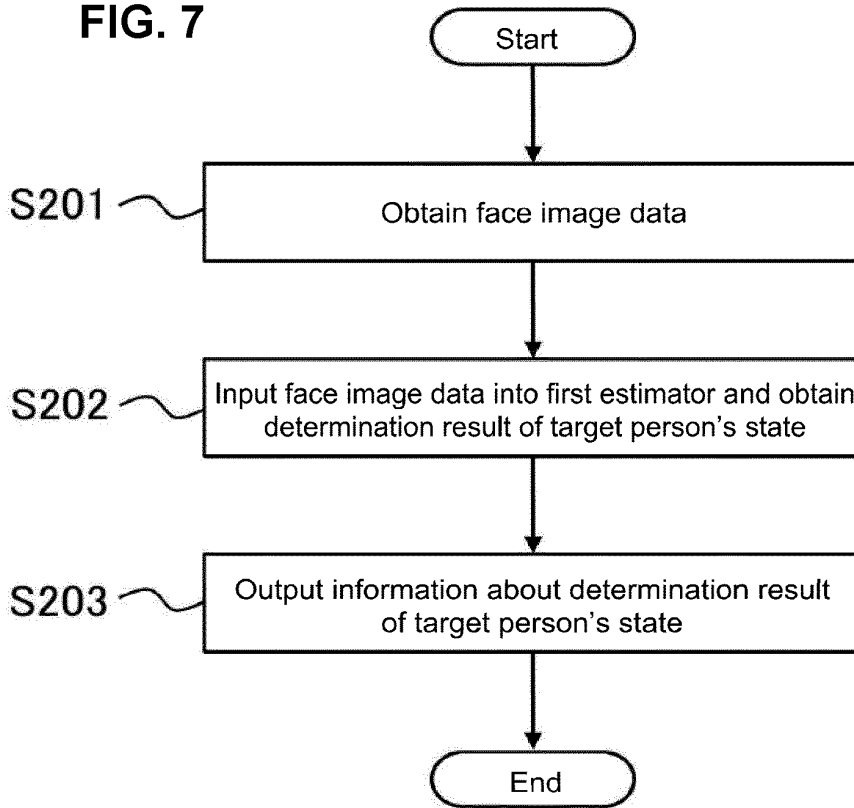 FIG. 7
Start
S201
Obtain face image data
S202
Input face image data into first estimator and obtain
determination result of target person's state
S203
Output information about determination result
of target person's state
End